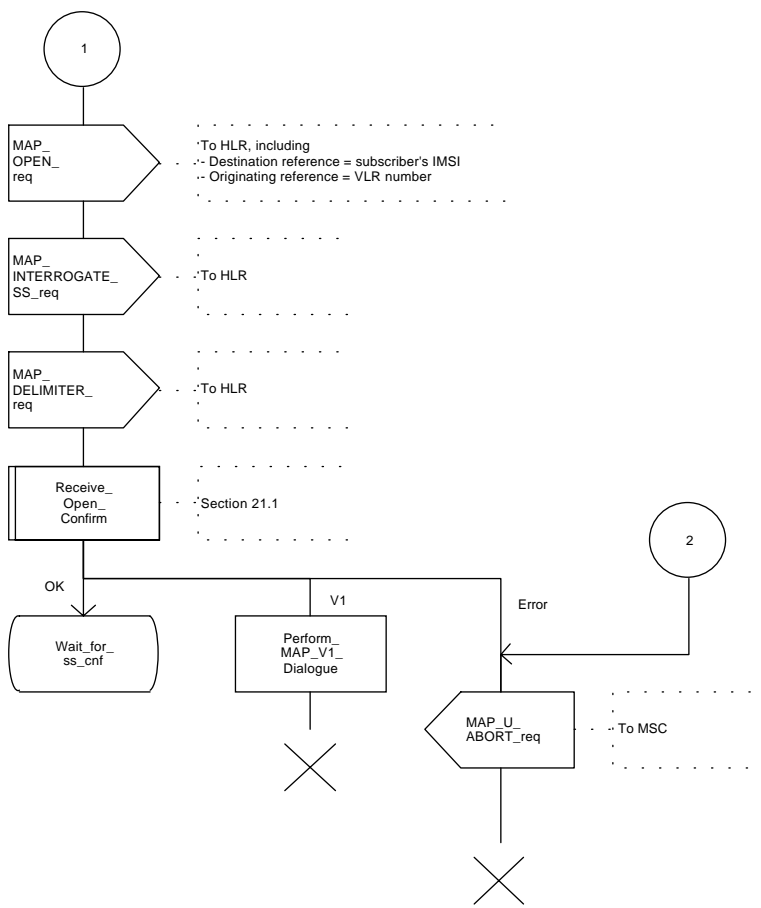 1
MAP_
OPEN_
req
To HLR, including
- Destination reference = subscriber's IMSI
- Originating reference = VLR number
MAP_
INTERROGATE_
SS_req
To HLR
MAP_
DELIMITER_
req
To HLR
Receive_
Open_
Confirm
Section 21.1
2
OK
V1
Error
Wait_for_
ss_cnf
Perform_
MAP_V1_
Dialogue
MAP_U_
ABORT_req
To MSC